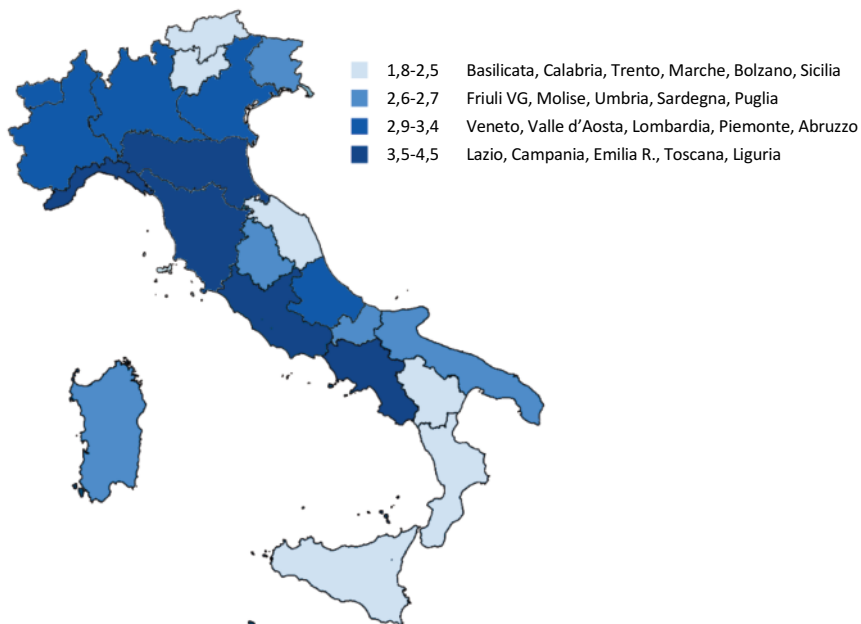 1,8-2,5 Basilicata, Calabria, Trento, Marche, Bolzano, Sicilia
2,6-2,7 Friuli VG, Molise, Umbria, Sardegna, Puglia
2,9-3,4 Veneto, Valle d’Aosta, Lombardia, Piemonte, Abruzzo
3,5-4,5 Lazio, Campania, Emilia R., Toscana, Liguria